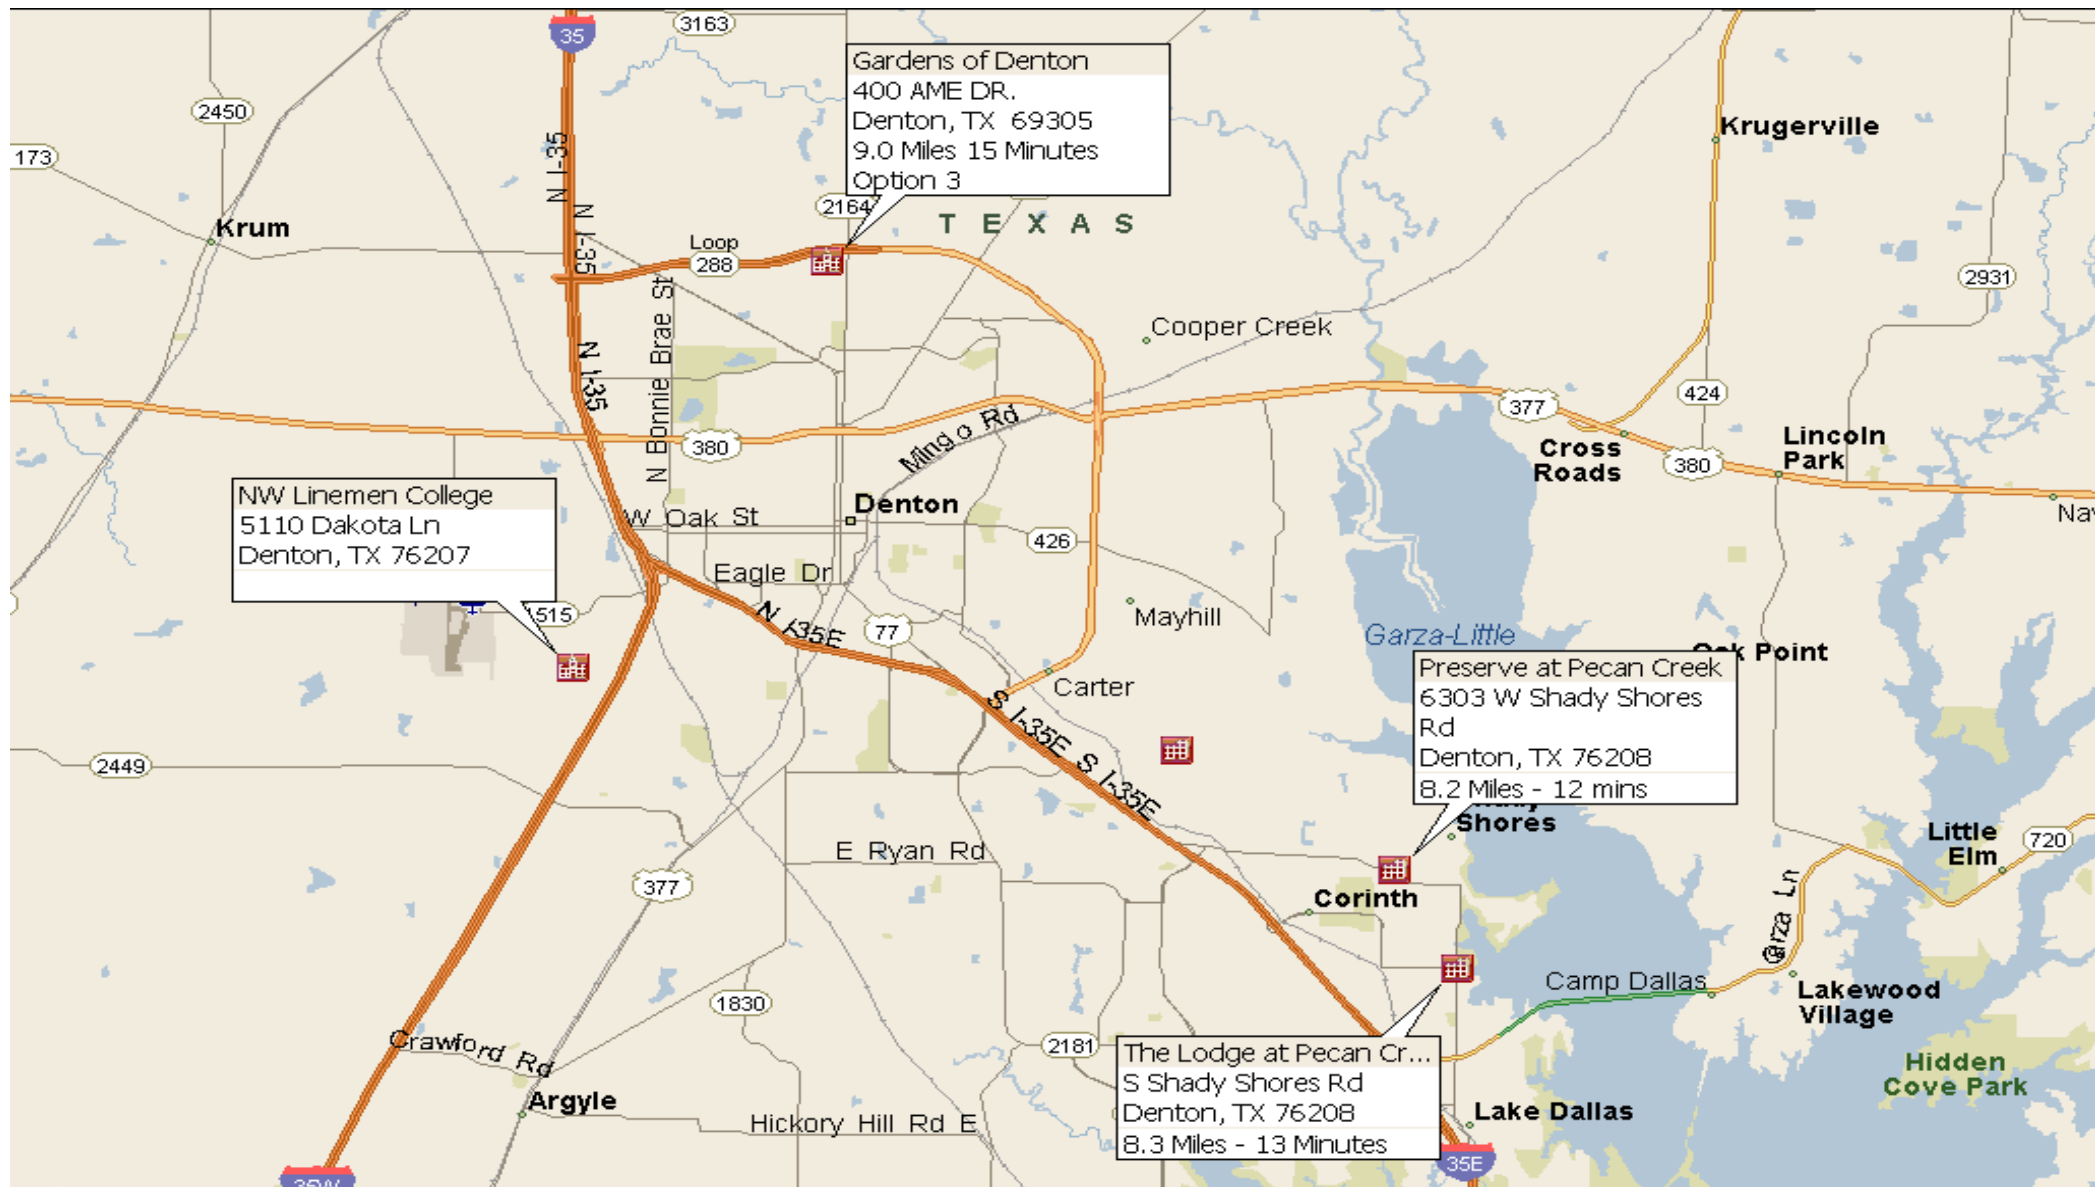 35
3163
Gardens of Denton
400 AME DR.
Denton, TX 69305
9.0 Miles 15 Minutes
Option 3
2450
173
Krugerville
N I-35
N I-35
2164
T E X A S
Krum
Loop
288
2931
N Bonnie Brae St
Cooper Creek
N I-35
424
377
Mingo Rd
380
Cross
Roads
380
Lincoln
Park
NW Linemen College
5110 Dakota Ln
Denton, TX 76207
Denton
W Oak St
Nav
426
Eagle Dr
1515
N I-35E
77
Mayhill
Garza-Little
Oak Point
Preserve at Pecan Creek
6303 W Shady Shores
Rd
Denton, TX 76208
8.2 Miles - 12 mins
Carter
S I-35E
S I-35E
2449
Shores
Little
Elm
720
E Ryan Rd
377
Corinth
Garza Ln
Camp Dallas
Lakewood
Village
1830
Crawford Rd
2181
The Lodge at Pecan Cr...
S Shady Shores Rd
Denton, TX 76208
8.3 Miles - 13 Minutes
Hidden
Cove Park
Argyle
Hickory Hill Rd E
Lake Dallas
35E
35W